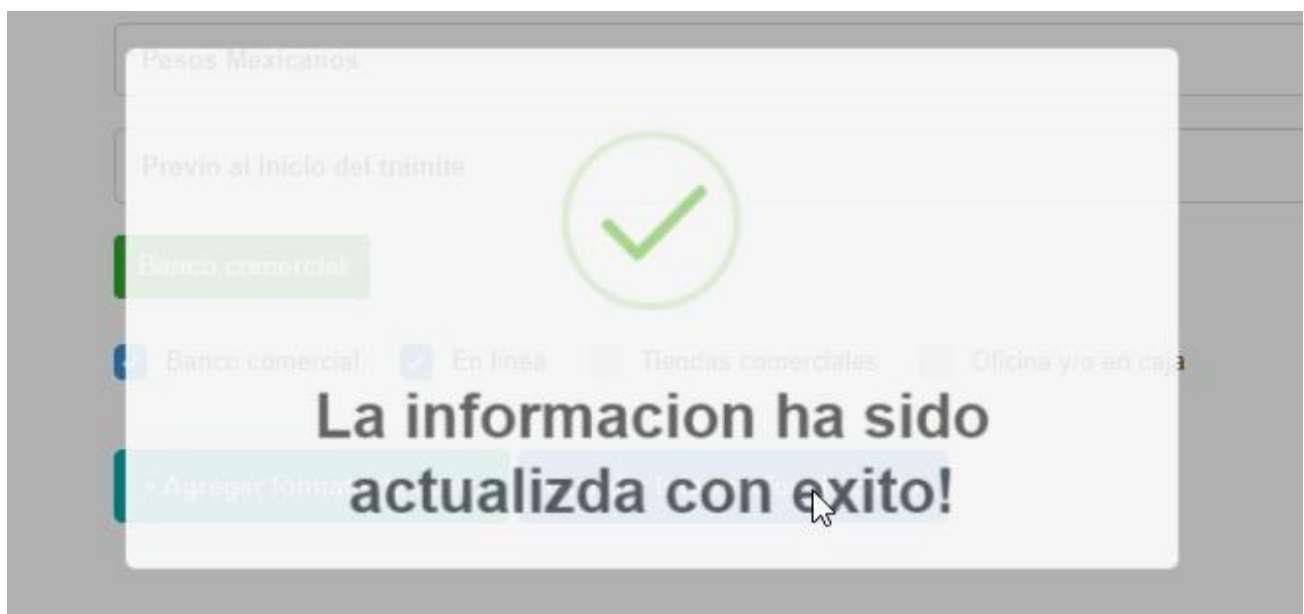 Pesos Mexicanos
Previo al inicio del trámite
Banco comercial
Banco comercial En línea Tiendas comerciales Oficina y/o en caja
La informacion ha sido
+ Agregar
actualizda con exito!